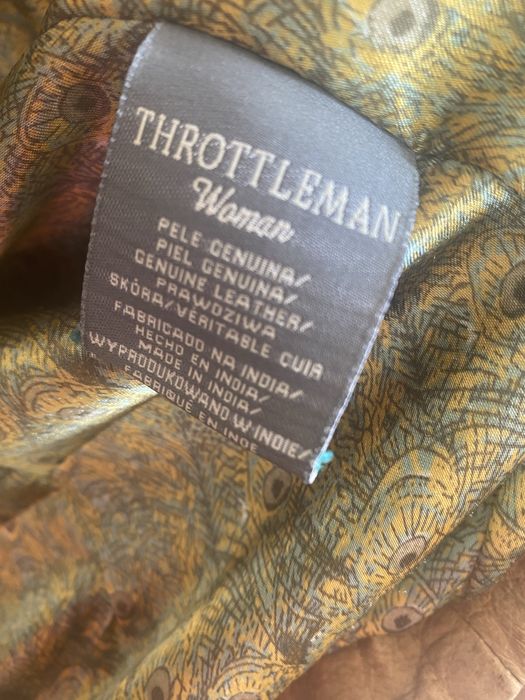 THROTTLEMAN
Woman
PELE GENUINA/
PIEL GENUINA/
GENUINE LEATHER/
SKÓRA/PRAWDZIWA
VÉRITABLE CUIR
FABRICADO NA INDIA/
HECHO EN INDIA/
MADE IN INDIA/
WYPRODUKOWANO W INDIE/
FABRIQUÉ EN INDE